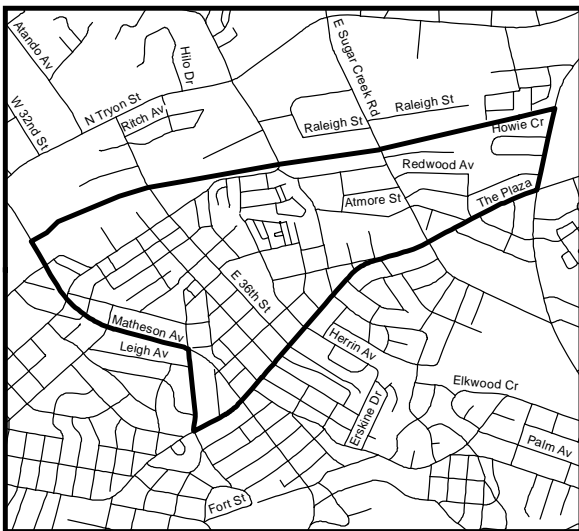 Atando Av
Hilo Dr
E Sugar Creek Rd
W 32nd St
N Tryon St
Ritch Av
Raleigh St
Raleigh St
Howie Cr
Redwood Av
The Plaza
Atmore St
E 36th St
Matheson Av
Leigh Av
Herrin Av
Elkwood Cr
Erskine Dr
Palm Av
Fort St